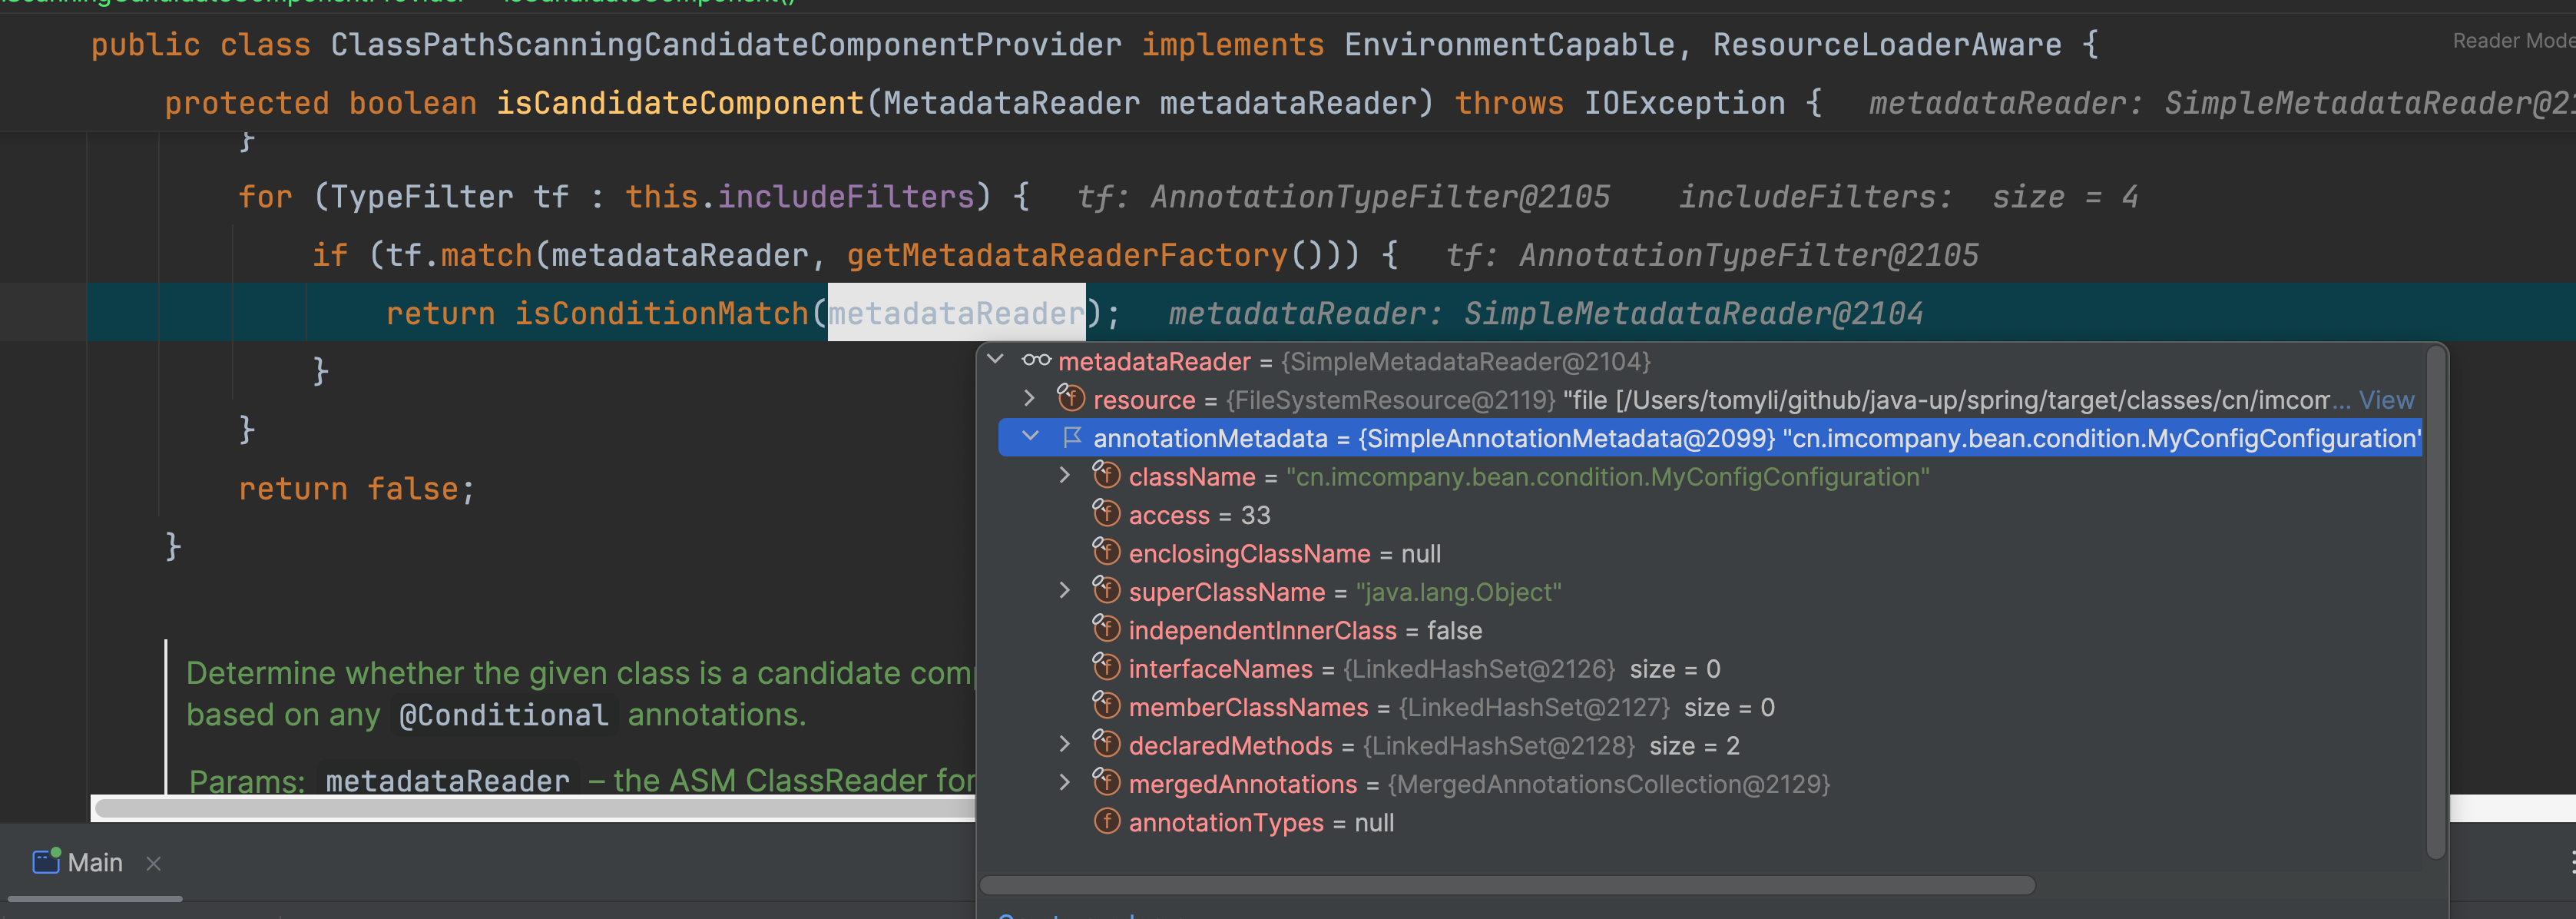 public class ClassPathScanningCandidateComponentProvider implements EnvironmentCapable, ResourceLoaderAware {
Reader Mode
protected boolean isCandidateComponent(MetadataReader metadataReader) throws IOException {   metadataReader: SimpleMetadataReader@2
}
for (TypeFilter tf : this.includeFilters) {   tf: AnnotationTypeFilter@2105   includeFilters:  size = 4
if (tf.match(metadataReader, getMetadataReaderFactory())) {   tf: AnnotationTypeFilter@2105
return isConditionMatch(metadataReader);   metadataReader: SimpleMetadataReader@2104
}
}
return false;
}
Determine whether the given class is a candidate com
based on any @Conditional annotations.
Params: metadataReader – the ASM ClassReader for
metadataReader = {SimpleMetadataReader@2104}
resource = {FileSystemResource@2119} "file [/Users/tomyli/github/java-up/spring/target/classes/cn/imcom... View
annotationMetadata = {SimpleAnnotationMetadata@2099} "cn.imcompany.bean.condition.MyConfigConfiguration"
className = "cn.imcompany.bean.condition.MyConfigConfiguration"
access = 33
enclosingClassName = null
superClassName = "java.lang.Object"
independentInnerClass = false
interfaceNames = {LinkedHashSet@2126} size = 0
memberClassNames = {LinkedHashSet@2127} size = 0
declaredMethods = {LinkedHashSet@2128} size = 2
mergedAnnotations = {MergedAnnotationsCollection@2129}
annotationTypes = null
Main